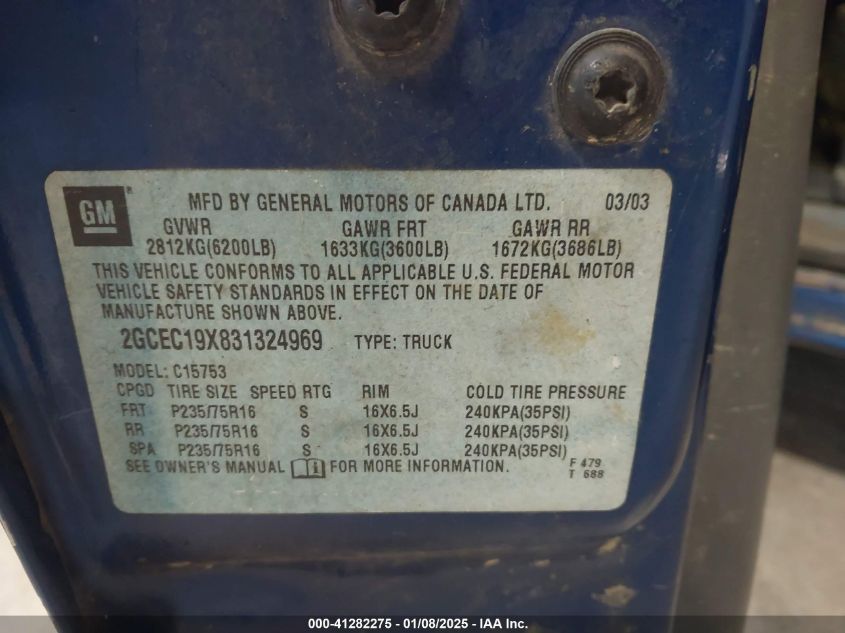 GM ®
MFD BY GENERAL MOTORS OF CANADA LTD. 03/03
GVWR GAWR FRT GAWR RR
2812KG(6200LB) 1633KG(3600LB) 1672KG(3686LB)
THIS VEHICLE CONFORMS TO ALL APPLICABLE U.S. FEDERAL MOTOR
VEHICLE SAFETY STANDARDS IN EFFECT ON THE DATE OF
MANUFACTURE SHOWN ABOVE.
2GCEC19X831324969 TYPE: TRUCK
MODEL: C15753
CPGD TIRE SIZE SPEED RTG RIM COLD TIRE PRESSURE
FRT P235/75R16 S 16X6.5J 240KPA(35PSI)
RR P235/75R16 S 16X6.5J 240KPA(35PSI)
SPA P235/75R16 S 16X6.5J 240KPA(35PSI)
SEE OWNER'S MANUAL i FOR MORE INFORMATION.
F 479
T 688
000-41282275 - 01/08/2025 - IAA Inc.